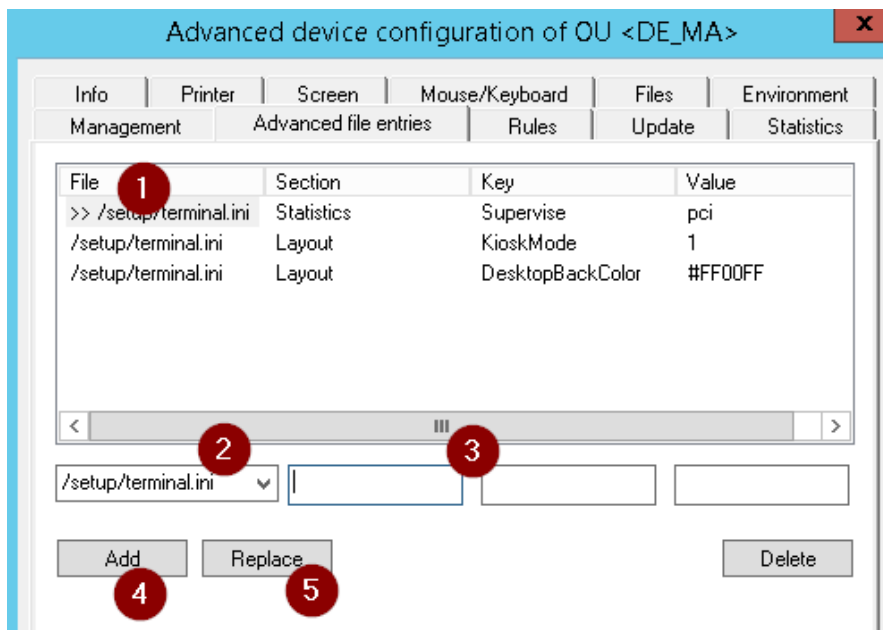 Advanced device configuration of OU <DE_MA>
x
Info Printer Screen Mouse/Keyboard Files Environment
Management Advanced file entries Rules Update Statistics
File 1 Section Key Value
>> /setup/terminal.ini Statistics Supervise pci
/setup/terminal.ini Layout KioskMode 1
/setup/terminal.ini Layout DesktopBackColor #FF00FF
2 3
/setup/terminal.ini
Add Replace Delete
4 5